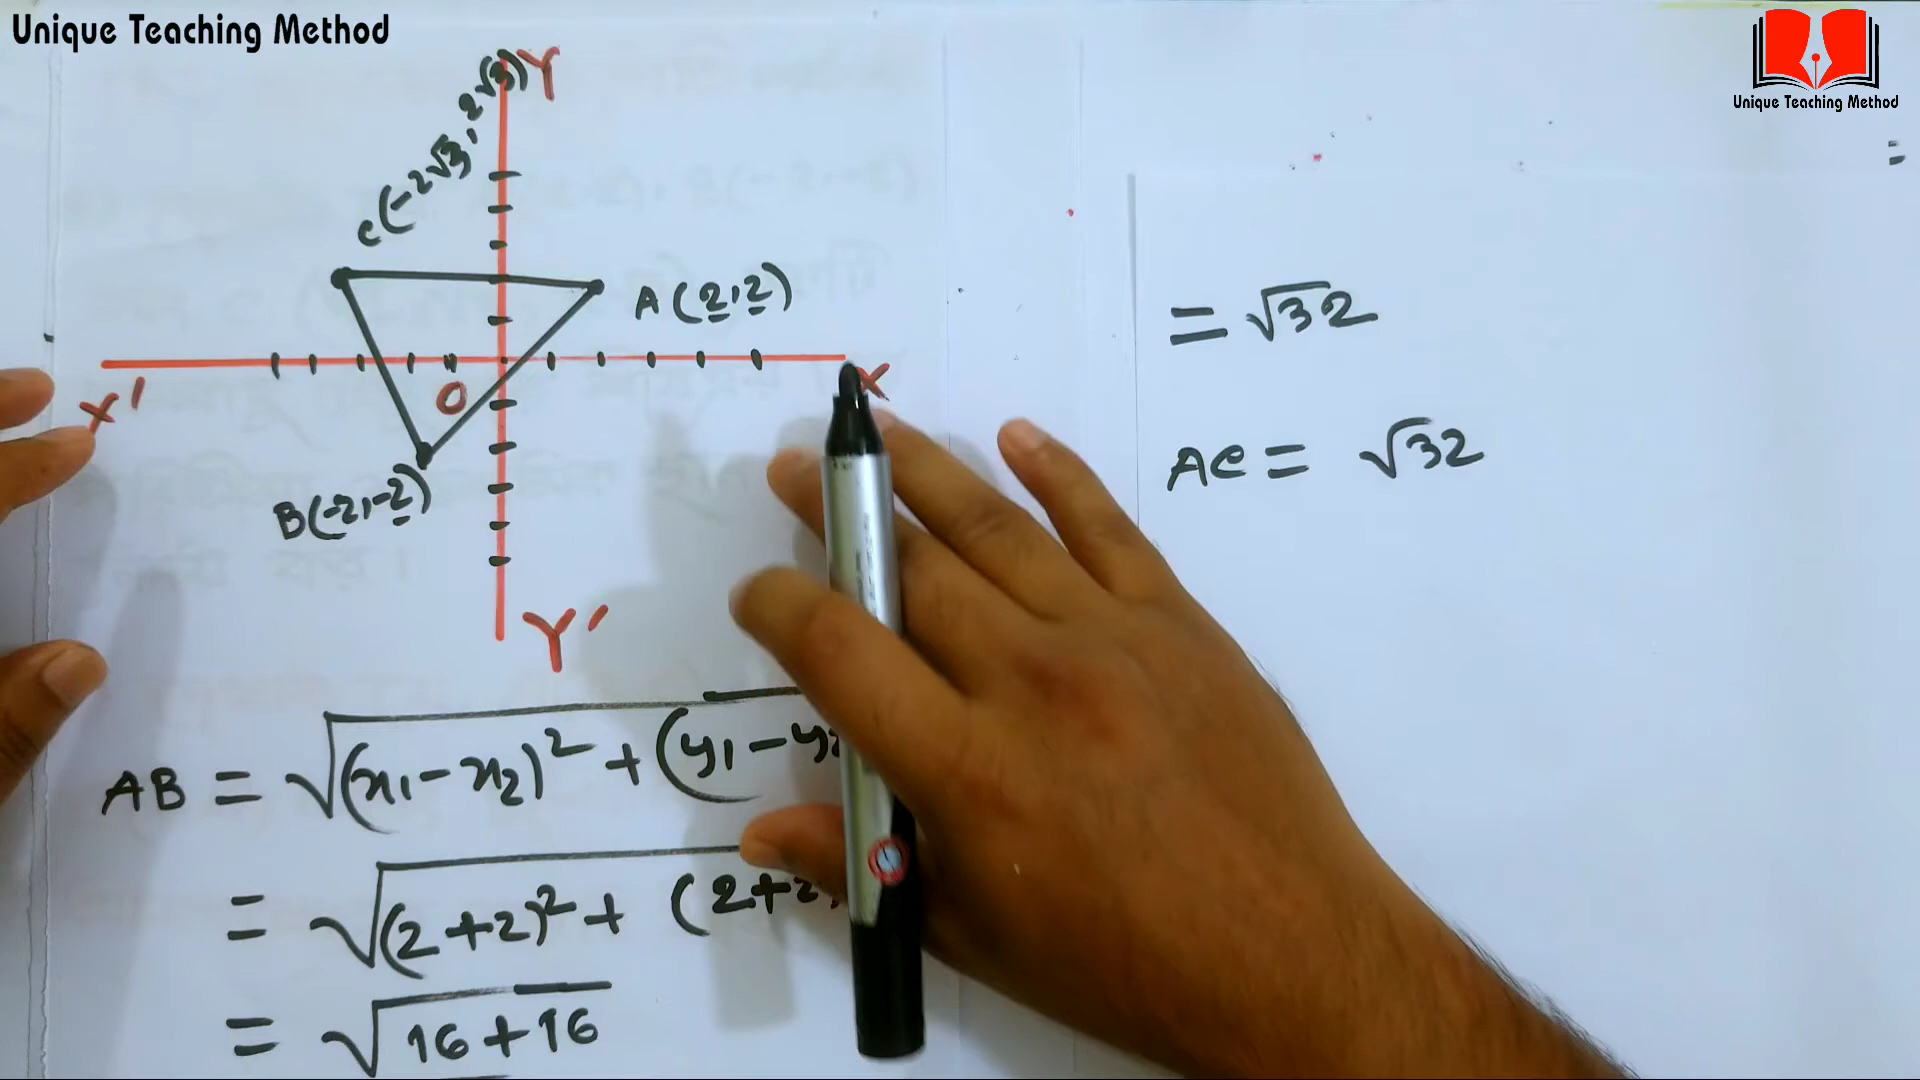 Unique Teaching Method
Unique Teaching Method
Y
C(-2√3, 2√3)
A(2,2)
X'
O
X
B(-2,-2)
Y'
= √32
AC = √32
AB = √(x₁-x₂)² + (y₁-y₂
= √(2+2)² + (2+2)
= √16+16